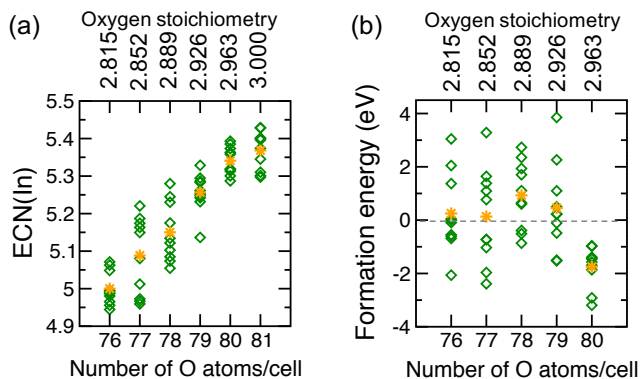 (a)
Oxygen stoichiometry
2.815 2.852 2.889 2.926 2.963 3.000
ECN(In)
5.5
5.4
5.3
5.2
5.1
5
4.9
76 77 78 79 80 81
Number of O atoms/cell
(b)
Oxygen stoichiometry
2.815 2.852 2.889 2.926 2.963
Formation energy (eV)
4
2
0
-2
-4
76 77 78 79 80
Number of O atoms/cell